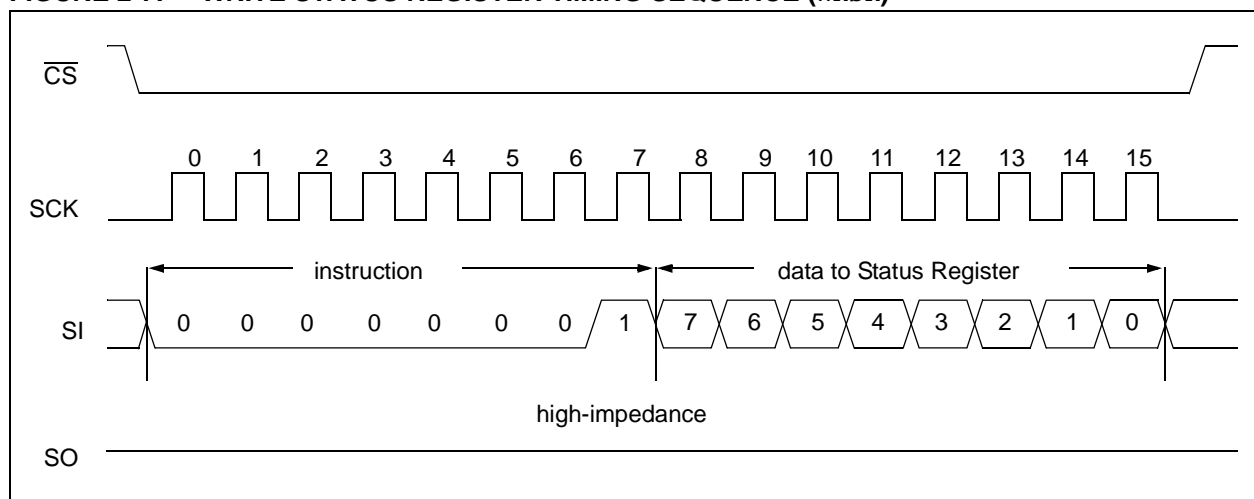 CS
0 1 2 3 4 5 6 7 8 9 10 11 12 13 14 15
SCK
instruction data to Status Register
SI 0 0 0 0 0 0 0 1 7 6 5 4 3 2 1 0
high-impedance
SO